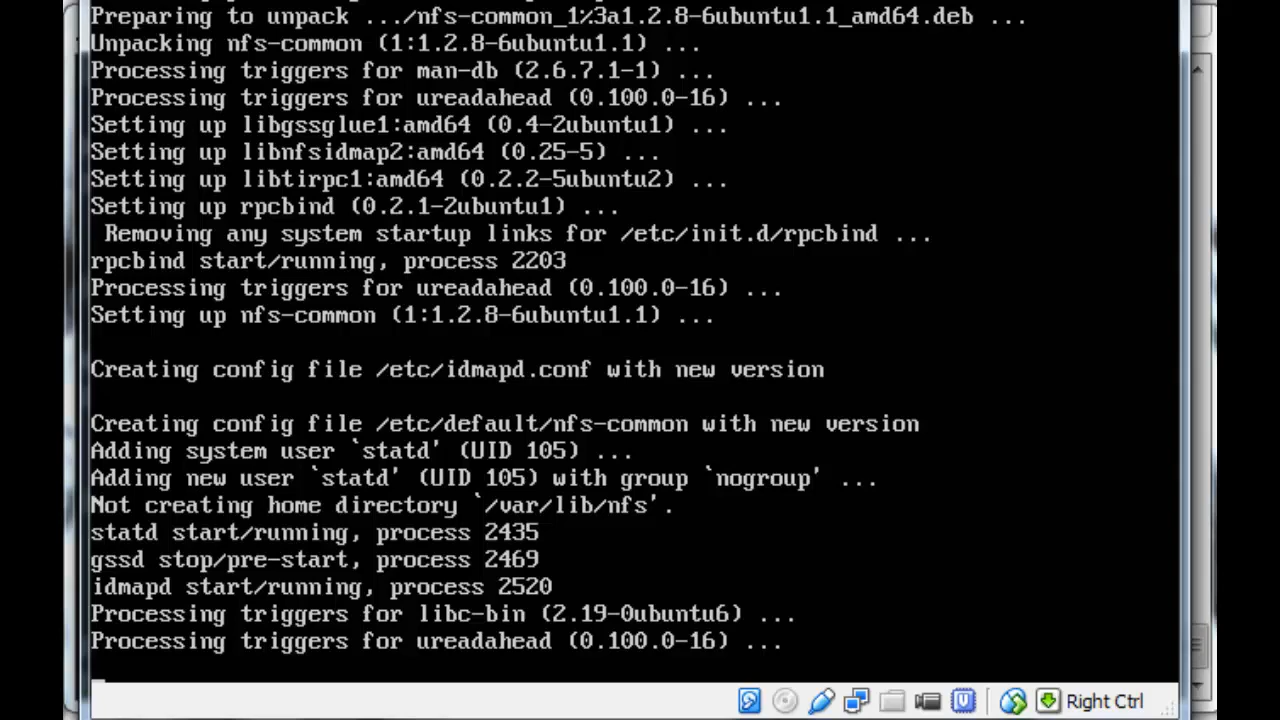 Preparing to unpack .../nfs-common_1%3a1.2.8-6ubuntu1.1_amd64.deb ...
Unpacking nfs-common (1:1.2.8-6ubuntu1.1) ...
Processing triggers for man-db (2.6.7.1-1) ...
Processing triggers for ureadahead (0.100.0-16) ...
Setting up libgssglue1:amd64 (0.4-2ubuntu1) ...
Setting up libnfsidmap2:amd64 (0.25-5) ...
Setting up libtirpc1:amd64 (0.2.2-5ubuntu2) ...
Setting up rpcbind (0.2.1-2ubuntu1) ...
 Removing any system startup links for /etc/init.d/rpcbind ...
rpcbind start/running, process 2203
Processing triggers for ureadahead (0.100.0-16) ...
Setting up nfs-common (1:1.2.8-6ubuntu1.1) ...
Creating config file /etc/idmapd.conf with new version
Creating config file /etc/default/nfs-common with new version
Adding system user `statd' (UID 105) ...
Adding new user `statd' (UID 105) with group `nogroup' ...
Not creating home directory `/var/lib/nfs'.
statd start/running, process 2435
gssd stop/pre-start, process 2469
idmapd start/running, process 2520
Processing triggers for libc-bin (2.19-0ubuntu6) ...
Processing triggers for ureadahead (0.100.0-16) ...
Right Ctrl